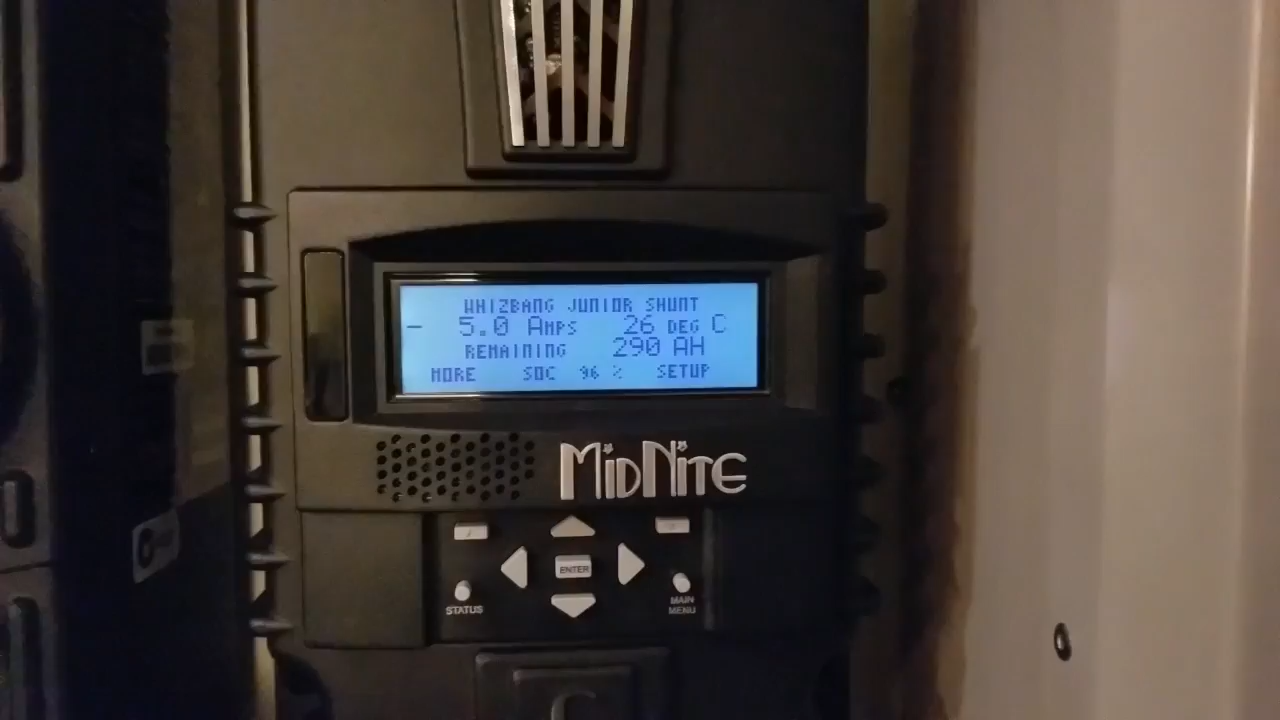 WHIZBANG JUNIOR SHUNT
- 5.0 AMPS 26 DEG C
REMAINING 290 AH
MORE SOC 96 % SETUP
MIDNITE
ENTER
STATUS
MAIN
MENU